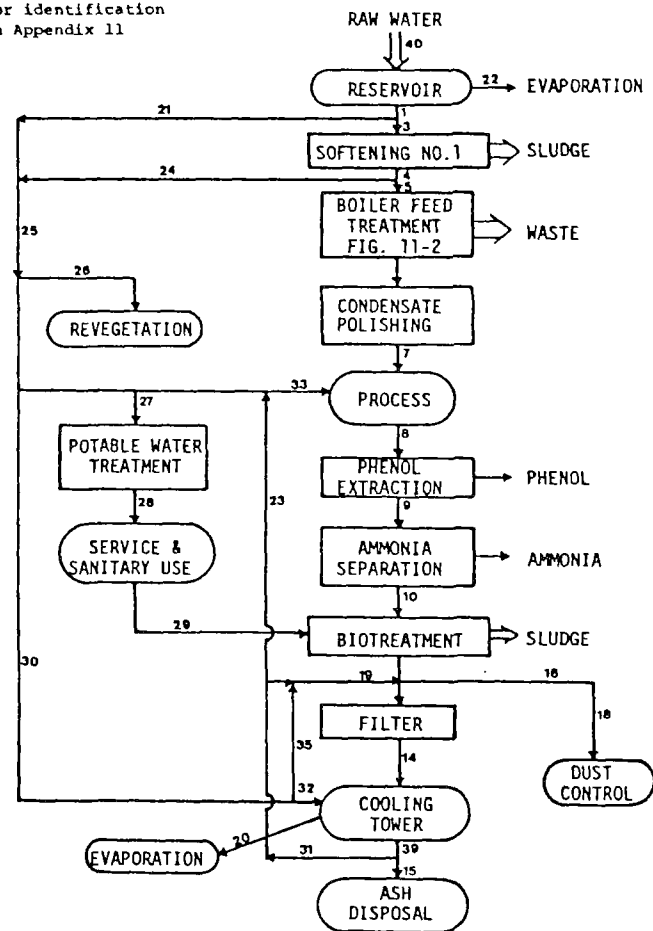 or identification
n Appendix 11
RAW WATER
40
RESERVOIR
22
EVAPORATION
21
1
3
SOFTENING NO.1
SLUDGE
24
4
5
BOILER FEED
TREATMENT
FIG. 11-2
WASTE
25
26
REVEGETATION
CONDENSATE
POLISHING
7
33
PROCESS
27
8
POTABLE WATER
TREATMENT
PHENOL
EXTRACTION
PHENOL
28
23
9
SERVICE &
SANITARY USE
AMMONIA
SEPARATION
AMMONIA
10
29
BIOTREATMENT
SLUDGE
30
19
16
FILTER
18
35
14
DUST
CONTROL
32
COOLING
TOWER
20
EVAPORATION
31
39
15
ASH
DISPOSAL